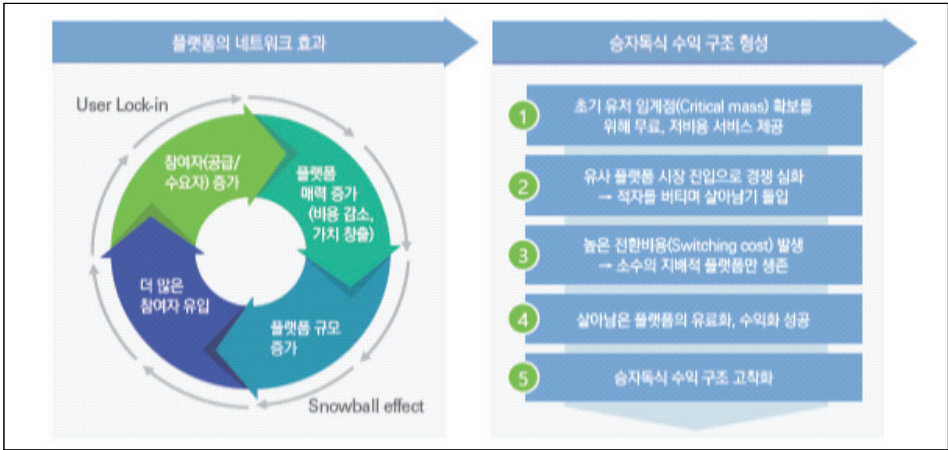 플랫폼의 네트워크 효과
User Lock-in
참여자(공급/
수요자) 증가
플랫폼
매력 증가
(비용 감소,
가치 창출)
더 많은
참여자 유입
플랫폼 규모
증가
Snowball effect
승자독식 수익 구조 형성
1
초기 유저 임계점(Critical mass) 확보를
위해 무료, 저비용 서비스 제공
2
유사 플랫폼 시장 진입으로 경쟁 심화
→ 적자를 버티며 살아남기 돌입
3
높은 전환비용(Switching cost) 발생
→ 소수의 지배적 플랫폼만 생존
4
살아남은 플랫폼의 유료화, 수익화 성공
5
승자독식 수익 구조 고착화